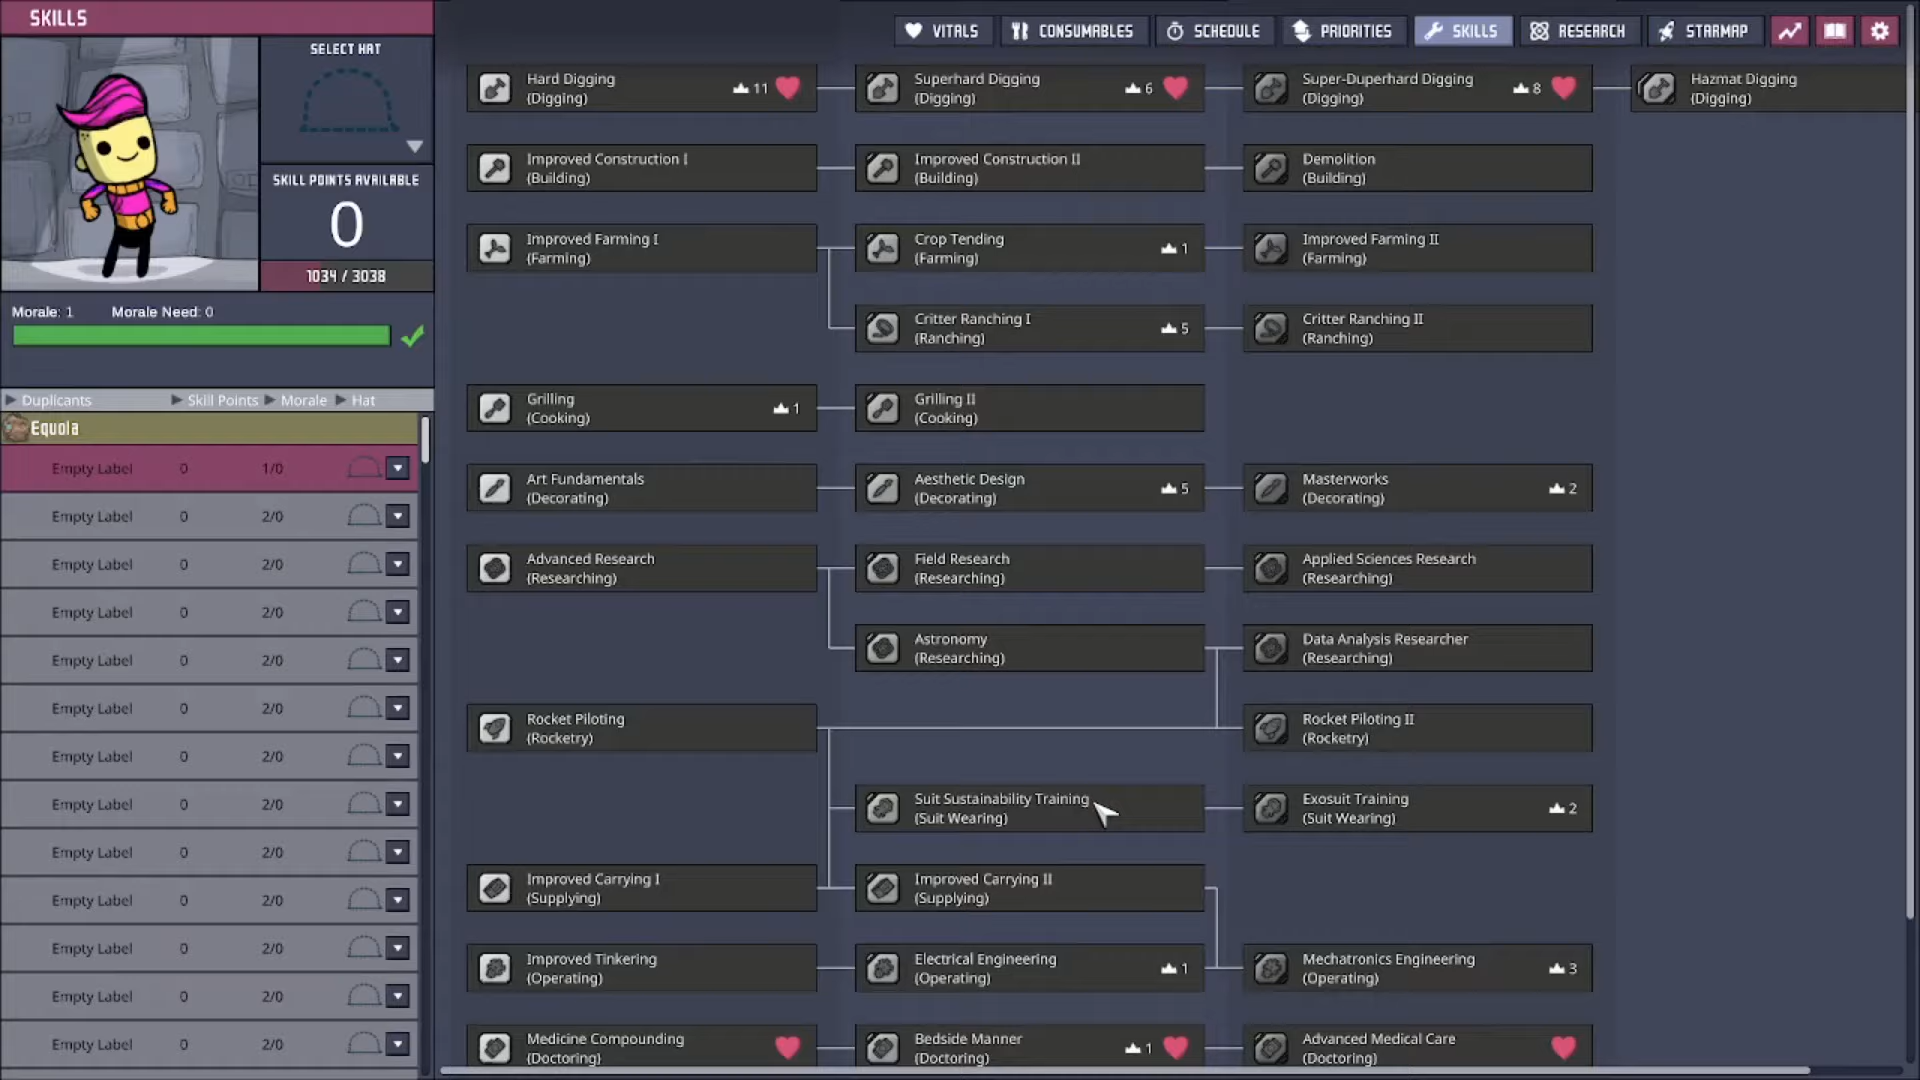 SKILLS
VITALS
CONSUMABLES
SCHEDULE
PRIORITIES
SKILLS
RESEARCH
STARMAP
SELECT HAT
SKILL POINTS AVAILABLE
0
1034 / 3038
Morale: 1 Morale Need: 0
Duplicants Skill Points Morale Hat
Equola
Empty Label 0 1/0
Empty Label 0 2/0
Empty Label 0 2/0
Empty Label 0 2/0
Empty Label 0 2/0
Empty Label 0 2/0
Empty Label 0 2/0
Empty Label 0 2/0
Empty Label 0 2/0
Empty Label 0 2/0
Empty Label 0 2/0
Empty Label 0 2/0
Empty Label 0 2/0
Hard Digging
(Digging)
11
Superhard Digging
(Digging)
6
Super-Duperhard Digging
(Digging)
8
Hazmat Digging
(Digging)
Improved Construction I
(Building)
Improved Construction II
(Building)
Demolition
(Building)
Improved Farming I
(Farming)
Crop Tending
(Farming)
1
Improved Farming II
(Farming)
Critter Ranching I
(Ranching)
5
Critter Ranching II
(Ranching)
Grilling
(Cooking)
1
Grilling II
(Cooking)
Art Fundamentals
(Decorating)
Aesthetic Design
(Decorating)
5
Masterworks
(Decorating)
2
Advanced Research
(Researching)
Field Research
(Researching)
Applied Sciences Research
(Researching)
Astronomy
(Researching)
Data Analysis Researcher
(Researching)
Rocket Piloting
(Rocketry)
Rocket Piloting II
(Rocketry)
Suit Sustainability Training
(Suit Wearing)
Exosuit Training
(Suit Wearing)
2
Improved Carrying I
(Supplying)
Improved Carrying II
(Supplying)
Improved Tinkering
(Operating)
Electrical Engineering
(Operating)
1
Mechatronics Engineering
(Operating)
3
Medicine Compounding
(Doctoring)
Bedside Manner
(Doctoring)
1
Advanced Medical Care
(Doctoring)